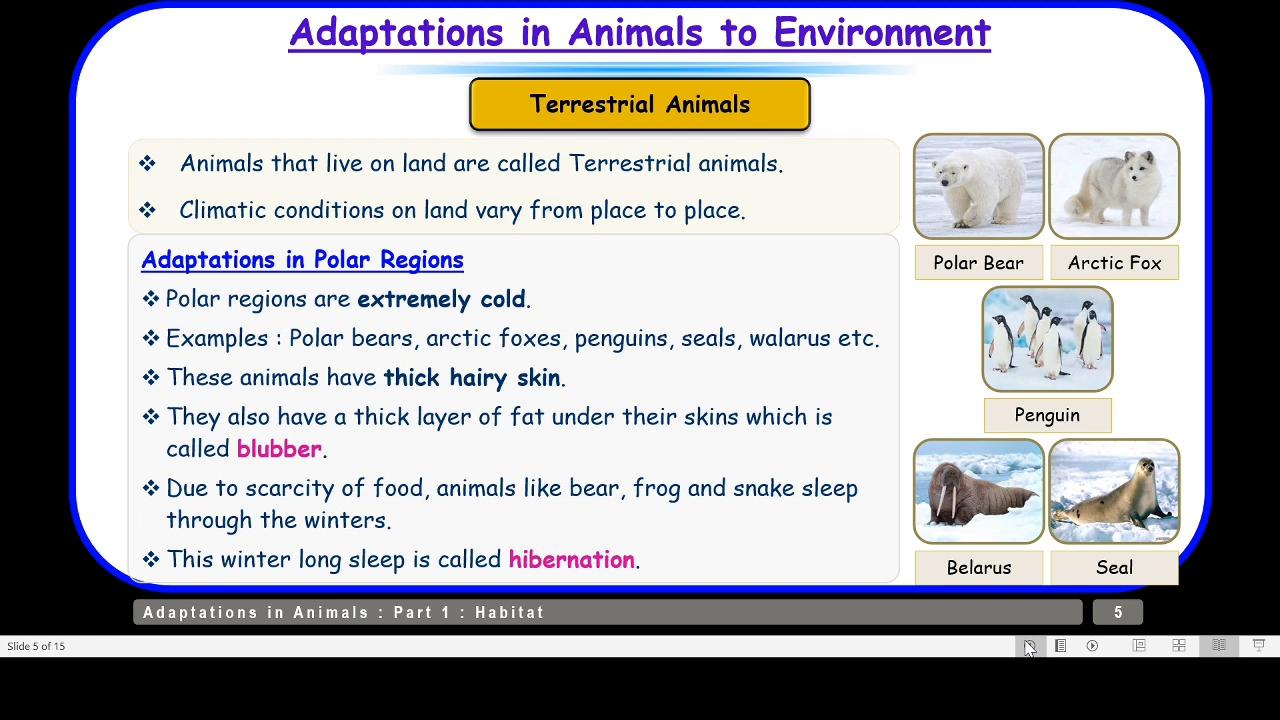 Adaptations in Animals to Environment
Terrestrial Animals
❖ Animals that live on land are called Terrestrial animals.
❖ Climatic conditions on land vary from place to place.
Adaptations in Polar Regions
❖ Polar regions are extremely cold.
❖ Examples : Polar bears, arctic foxes, penguins, seals, walarus etc.
❖ These animals have thick hairy skin.
❖ They also have a thick layer of fat under their skins which is
called blubber.
❖ Due to scarcity of food, animals like bear, frog and snake sleep
through the winters.
❖ This winter long sleep is called hibernation.
Polar Bear
Arctic Fox
Penguin
Belarus
Seal
Adaptations in Animals : Part 1 : Habitat
5
Slide 5 of 15